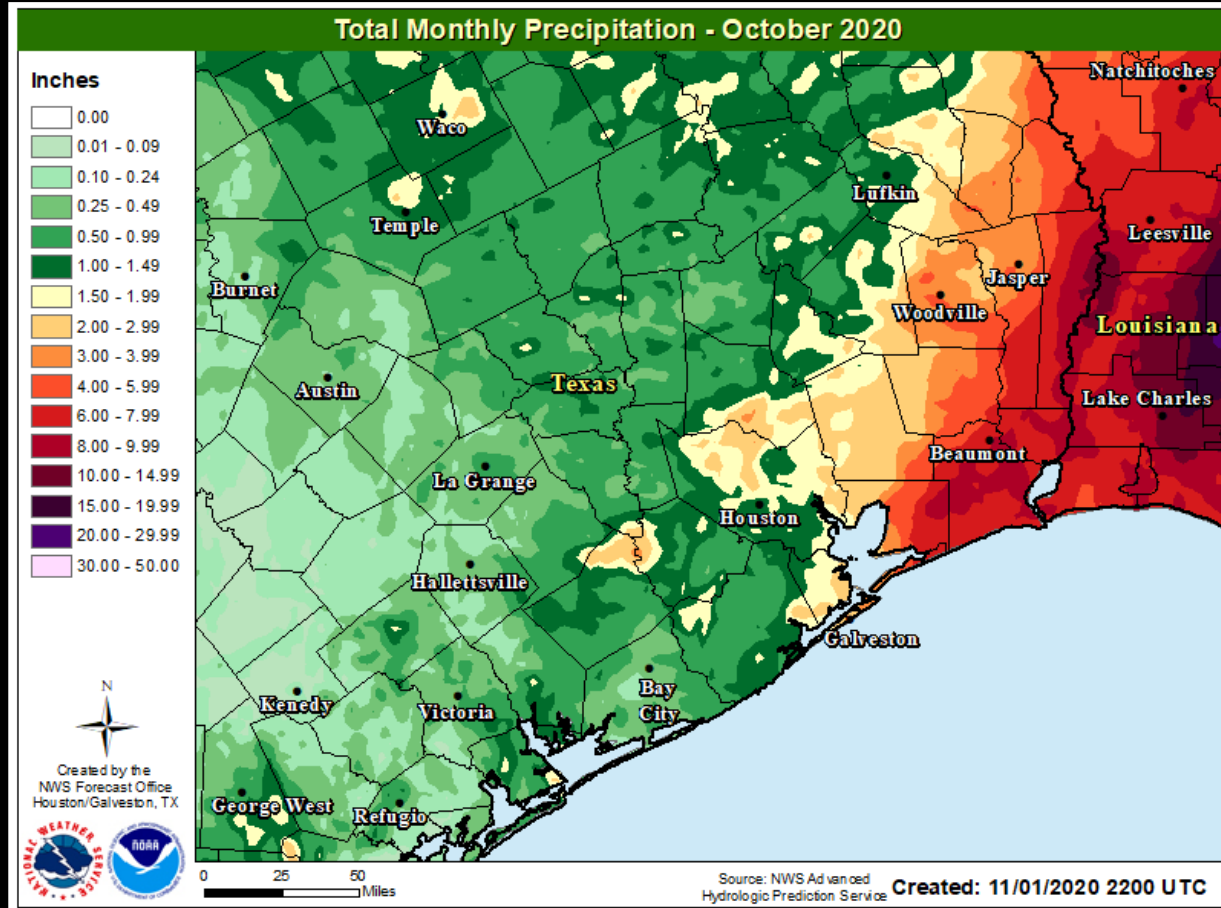 Total Monthly Precipitation - October 2020
Inches
0.00
0.01 - 0.09
0.10 - 0.24
0.25 - 0.49
0.50 - 0.99
1.00 - 1.49
1.50 - 1.99
2.00 - 2.99
3.00 - 3.99
4.00 - 5.99
6.00 - 7.99
8.00 - 9.99
10.00 - 14.99
15.00 - 19.99
20.00 - 29.99
30.00 - 50.00
Natchitoches
Waco
Lufkin
Temple
Leesville
Burnet
Jasper
Woodville
Louisiana
Texas
Austin
Lake Charles
Beaumont
La Grange
Houston
Hallettsville
Galveston
Bay
City
Kenedy
Victoria
George West
Refugio
N
Created by the
NWS Forecast Office
Houston/Galveston, TX
NATIONAL WEATHER SERVICE
NOAA
0 25 50
Miles
Source: NWS Advanced
Hydrologic Prediction Service
Created: 11/01/2020 2200 UTC